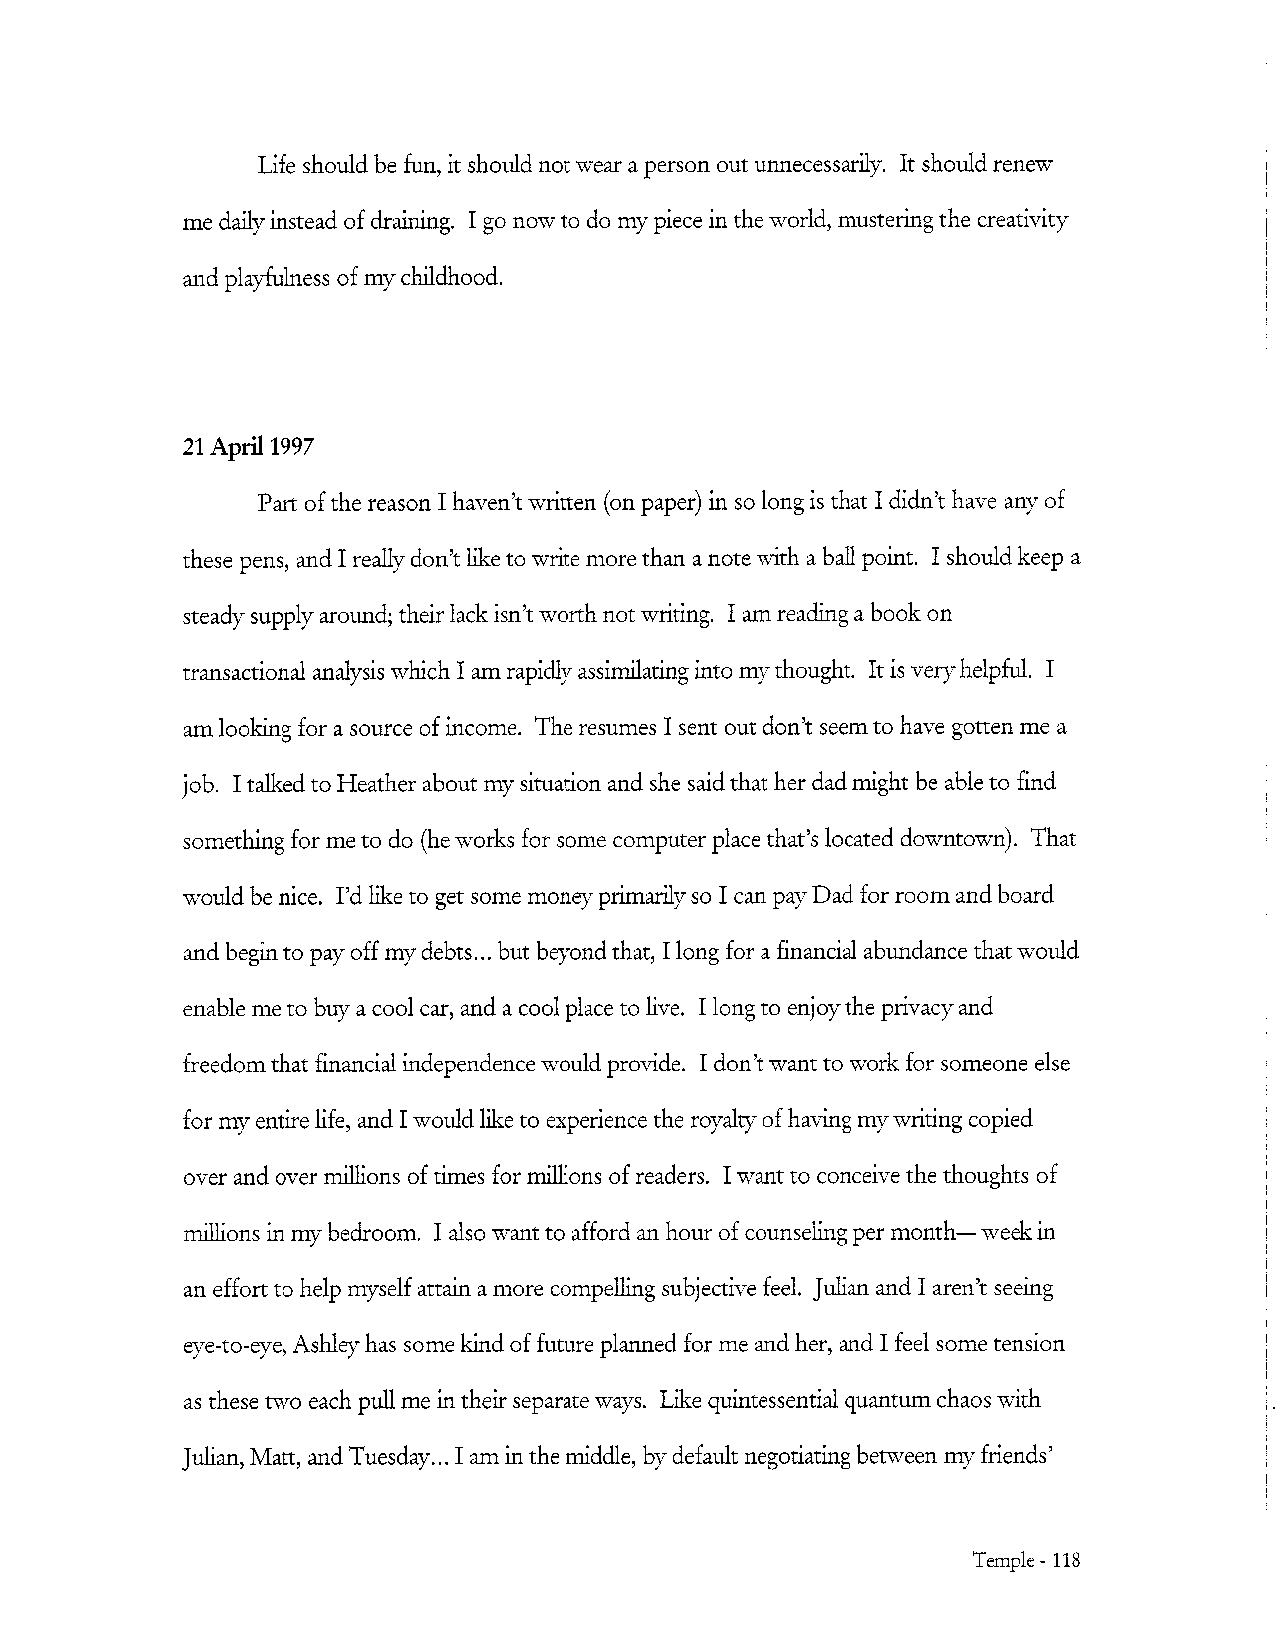 Life should be fun, it should not wear a person out unnecessarily. It should renew
me daily instead of draining. I go now to do my piece in the world, mustering the creativity
and playfulness of my childhood.
21 April 1997
Part of the reason I haven't written (on paper) in so long is that I didn't have any of
these pens, and I really don't like to write more than a note with a ball point. I should keep a
steady supply around; their lack isn't worth not writing. I am reading a book on
transactional analysis which I am rapidly assimilating into my thought. It is very helpful. I
am looking for a source of income. The resumes I sent out don't seem to have gotten me a
job. I talked to Heather about my situation and she said that her dad might be able to find
something for me to do (he works for some computer place that's located downtown). That
would be nice. I'd like to get some money primarily so I can pay Dad for room and board
and begin to pay off my debts... but beyond that, I long for a financial abundance that would
enable me to buy a cool car, and a cool place to live. I long to enjoy the privacy and
freedom that financial independence would provide. I don't want to work for someone else
for my entire life, and I would like to experience the royalty of having my writing copied
over and over millions of times for millions of readers. I want to conceive the thoughts of
millions in my bedroom. I also want to afford an hour of counseling per month— week in
an effort to help myself attain a more compelling subjective feel. Julian and I aren't seeing
eye-to-eye, Ashley has some kind of future planned for me and her, and I feel some tension
as these two each pull me in their separate ways. Like quintessential quantum chaos with
Julian, Matt, and Tuesday... I am in the middle, by default negotiating between my friends'
Temple - 118